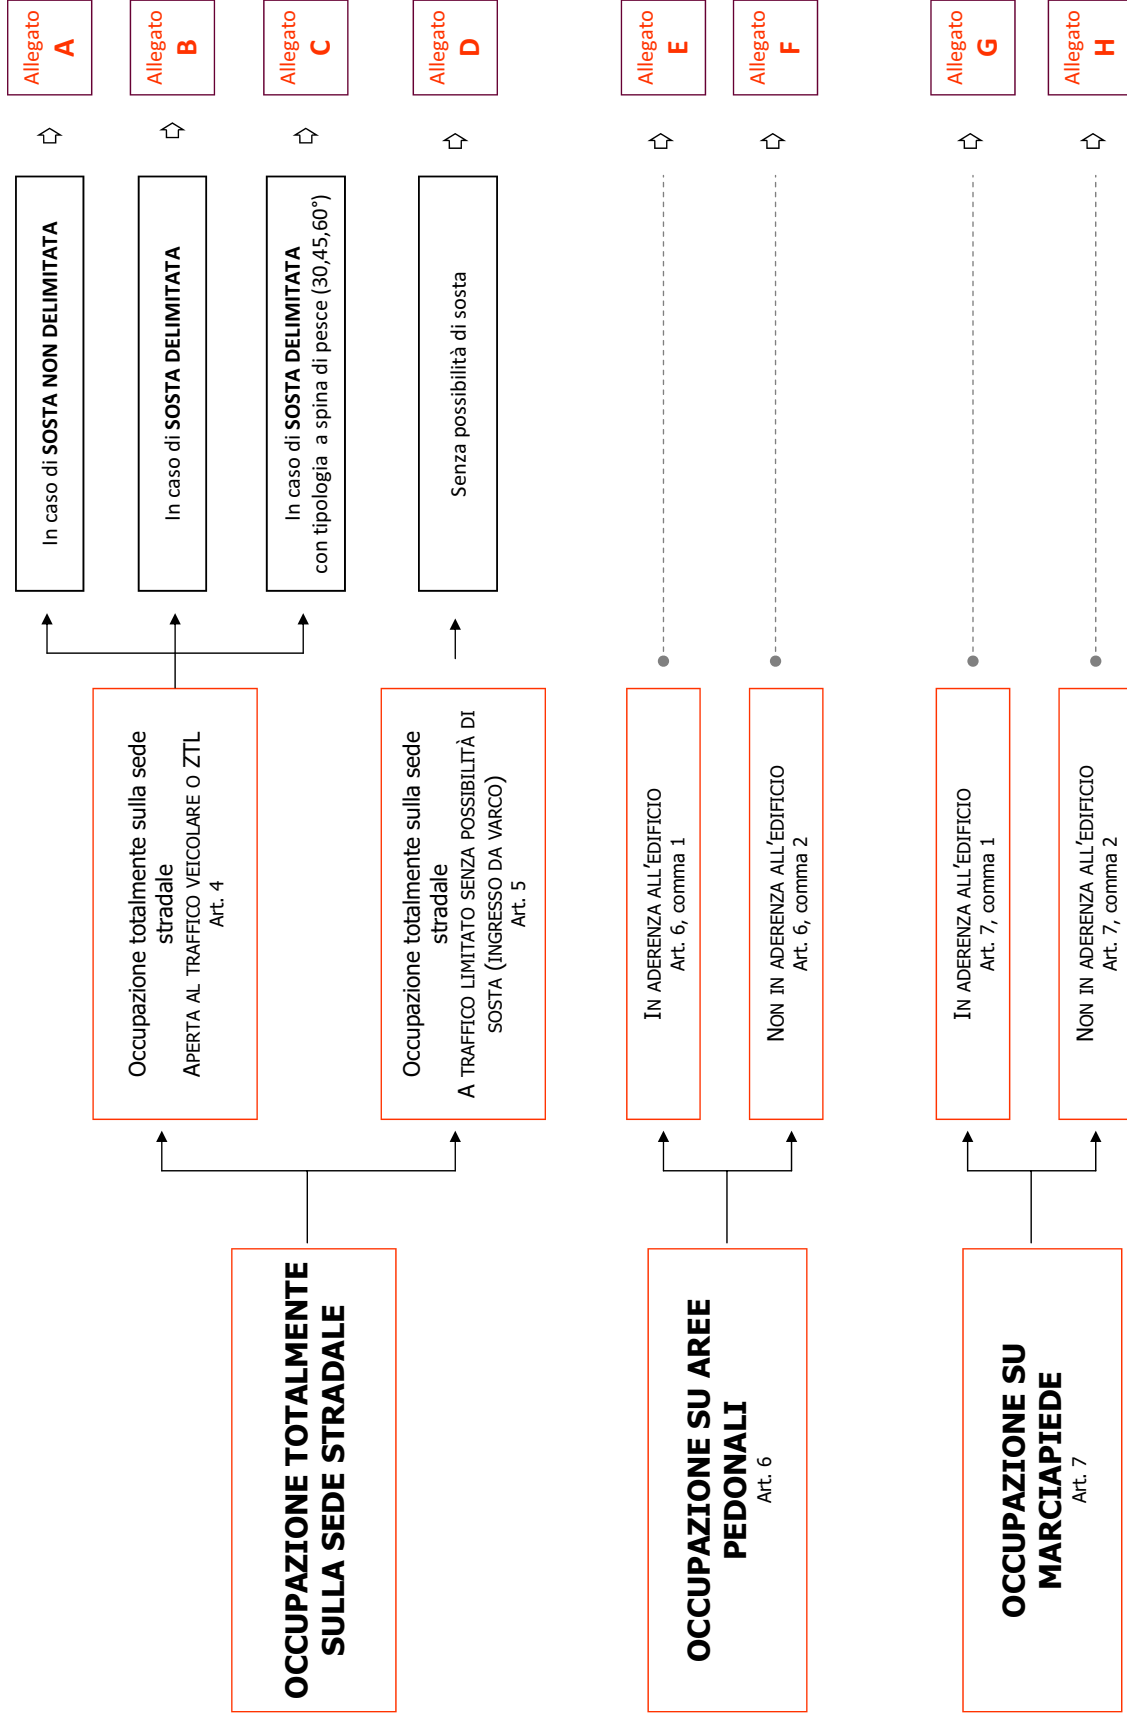 OCCUPAZIONE TOTALMENTE
SULLA SEDE STRADALE
Occupazione totalmente sulla sede
stradale
APERTA AL TRAFFICO VEICOLARE O ZTL
Art. 4
In caso di SOSTA NON DELIMITATA
Allegato
A
In caso di SOSTA DELIMITATA
Allegato
B
In caso di SOSTA DELIMITATA
con tipologia a spina di pesce (30,45,60°)
Allegato
C
Occupazione totalmente sulla sede
stradale
A TRAFFICO LIMITATO SENZA POSSIBILITÀ DI
SOSTA (INGRESSO DA VARCO)
Art. 5
Senza possibilità di sosta
Allegato
D
OCCUPAZIONE SU AREE
PEDONALI
Art. 6
IN ADERENZA ALL'EDIFICIO
Art. 6, comma 1
Allegato
E
NON IN ADERENZA ALL'EDIFICIO
Art. 6, comma 2
Allegato
F
OCCUPAZIONE SU
MARCIAPIEDE
Art. 7
IN ADERENZA ALL'EDIFICIO
Art. 7, comma 1
Allegato
G
NON IN ADERENZA ALL'EDIFICIO
Art. 7, comma 2
Allegato
H